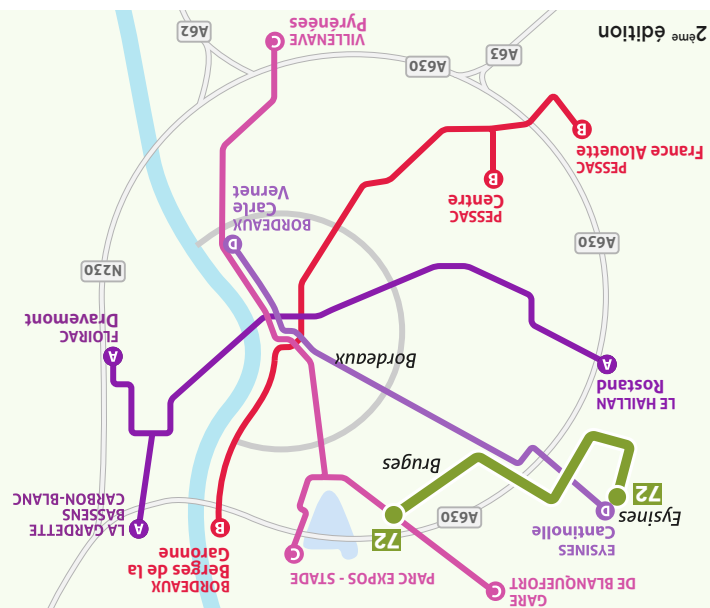 GARE
DE BLANQUEFORT
C
PARC EXPOS - STADE
C
BORDEAUX
Berges de la
Garonne
B
EYSINES
Cantinolle
D
LA GARDETTE
BASSENS
CARBON-BLANC
A
72
A630
Eysines
72
Bruges
LE HAILLAN
Rostand
A
Bordeaux
FLOIRAC
Dravemont
A
N230
A630
BORDEAUX
Carle
Vernet
D
PESSAC
Centre
B
PESSAC
France Alouette
B
A630
A63
VILLENAVE
Pyrénées
C
A62
2ème édition